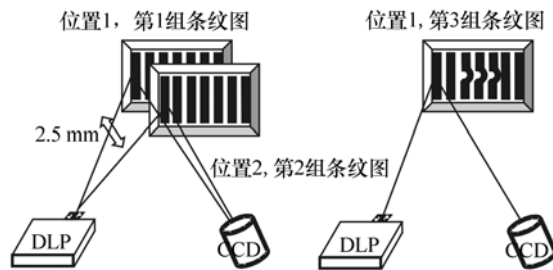 位置1，第1组条纹图
位置1, 第3组条纹图
2.5 mm
位置2, 第2组条纹图
DLP
CCD
DLP
CCD